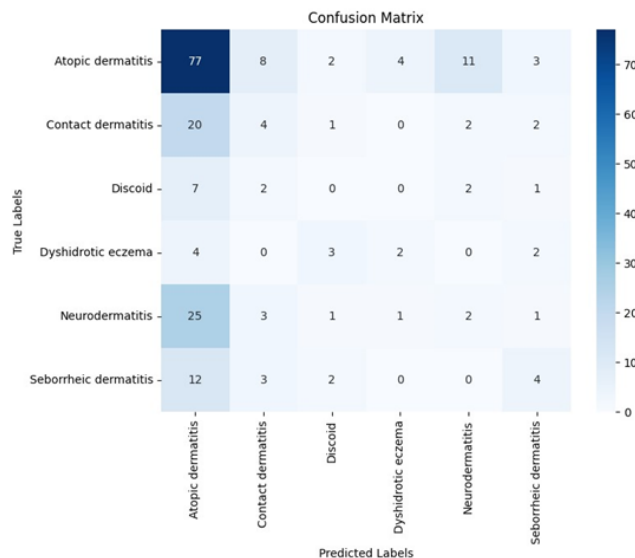 Confusion Matrix
Atopic dermatitis 77 8 2 4 11 3
Contact dermatitis 20 4 1 0 2 2
Discoid 7 2 0 0 2 1
Dyshidrotic eczema 4 0 3 2 0 2
Neurodermatitis 25 3 1 1 2 1
Seborrheic dermatitis 12 3 2 0 0 4
True Labels
Atopic dermatitis
Contact dermatitis
Discoid
Dyshidrotic eczema
Neurodermatitis
Seborrheic dermatitis
Predicted Labels
70
60
50
40
30
20
10
0